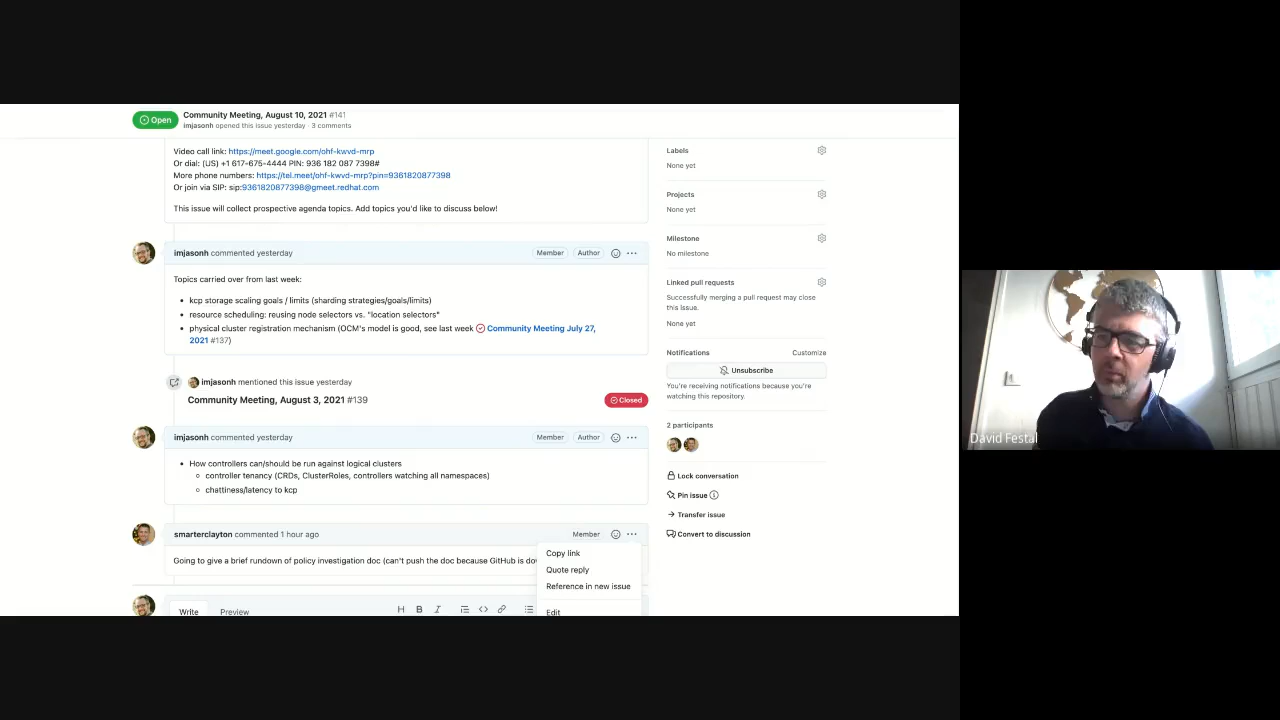 Open
Community Meeting, August 10, 2021 #141
imjasonh opened this issue yesterday · 3 comments
Video call link: https://meet.google.com/ohf-kwvd-mrp
Or dial: (US) +1 617-675-4444 PIN: 936 182 087 7398#
More phone numbers: https://tel.meet/ohf-kwvd-mrp?pin=9361820877398
Or join via SIP: sip:9361820877398@gmeet.redhat.com
This issue will collect prospective agenda topics. Add topics you'd like to discuss below!
imjasonh commented yesterday
Member
Author
Topics carried over from last week:
• kcp storage scaling goals / limits (sharding strategies/goals/limits)
• resource scheduling: reusing node selectors vs. "location selectors"
• physical cluster registration mechanism (OCM's model is good, see last week Community Meeting July 27,
2021 #137)
imjasonh mentioned this issue yesterday
Community Meeting, August 3, 2021 #139
Closed
imjasonh commented yesterday
Member
Author
• How controllers can/should be run against logical clusters
controller tenancy (CRDs, ClusterRoles, controllers watching all namespaces)
chattiness/latency to kcp
smarterclayton commented 1 hour ago
Member
Going to give a brief rundown of policy investigation doc (can't push the doc because GitHub is
Copy link
Quote reply
Reference in new issue
Edit
Write
Preview
H B I
Labels
None yet
Projects
None yet
Milestone
No milestone
Linked pull requests
Successfully merging a pull request may close
this issue.
None yet
Notifications
Customize
Unsubscribe
You're receiving notifications because you're
watching this repository.
2 participants
Lock conversation
Pin issue
Transfer issue
Convert to discussion
David Festal